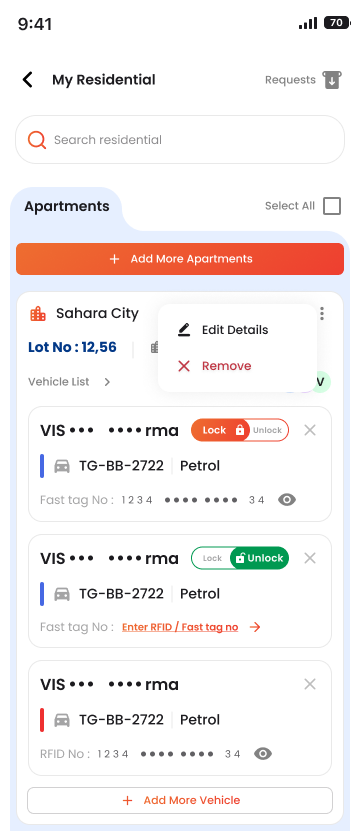 9:41
70
My Residential
Requests
Search residential
Apartments
Select All
+ Add More Apartments
Sahara City
Edit Details
Lot No : 12,56
Remove
Vehicle List
V
VIS ••• •••• rma
Lock
Unlock
TG-BB-2722
Petrol
Fast tag No : 1234 •••• •••• 34
VIS ••• •••• rma
Lock
Unlock
TG-BB-2722
Petrol
Fast tag No : Enter RFID / Fast tag no
VIS ••• •••• rma
TG-BB-2722
Petrol
RFID No : 1234 •••• •••• 34
+ Add More Vehicle